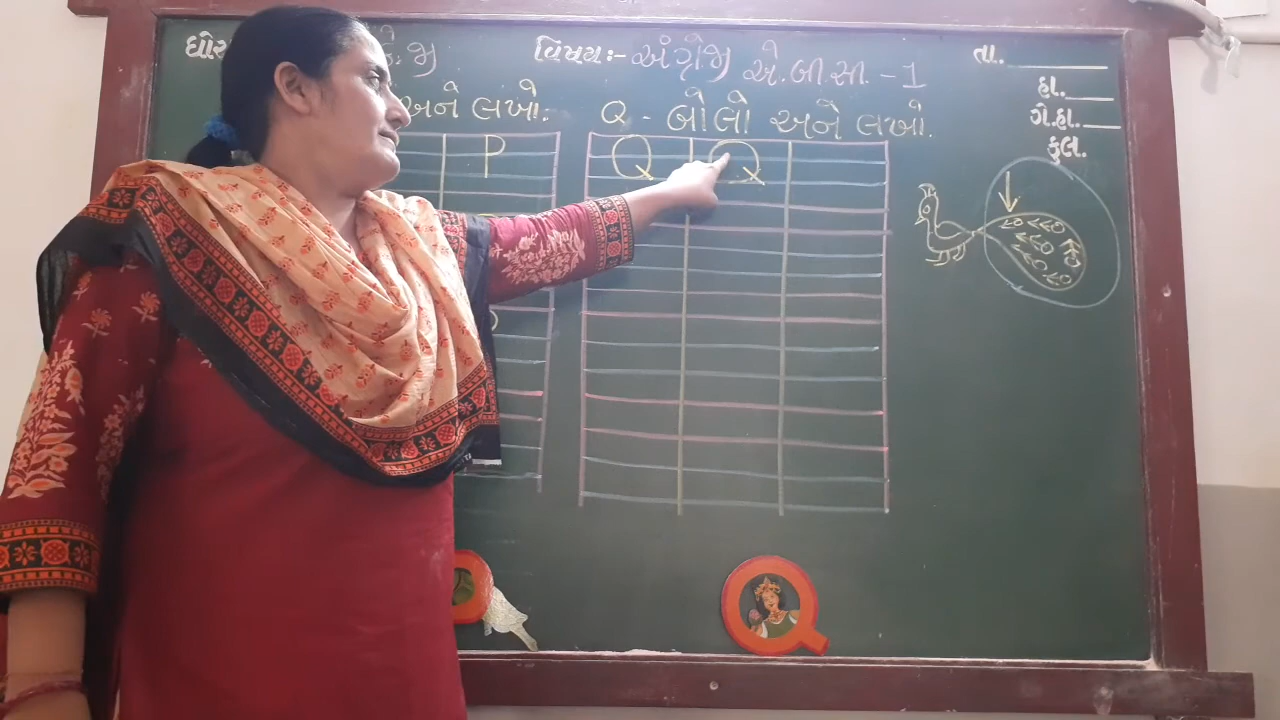 વિષય:- અંગ્રેજી એ.બી.સી. - 1
તા.
હા.
ગે.હા.
કુલ.
અને લખો.
Q - બોલો અને લખો.
P
Q Q
Q